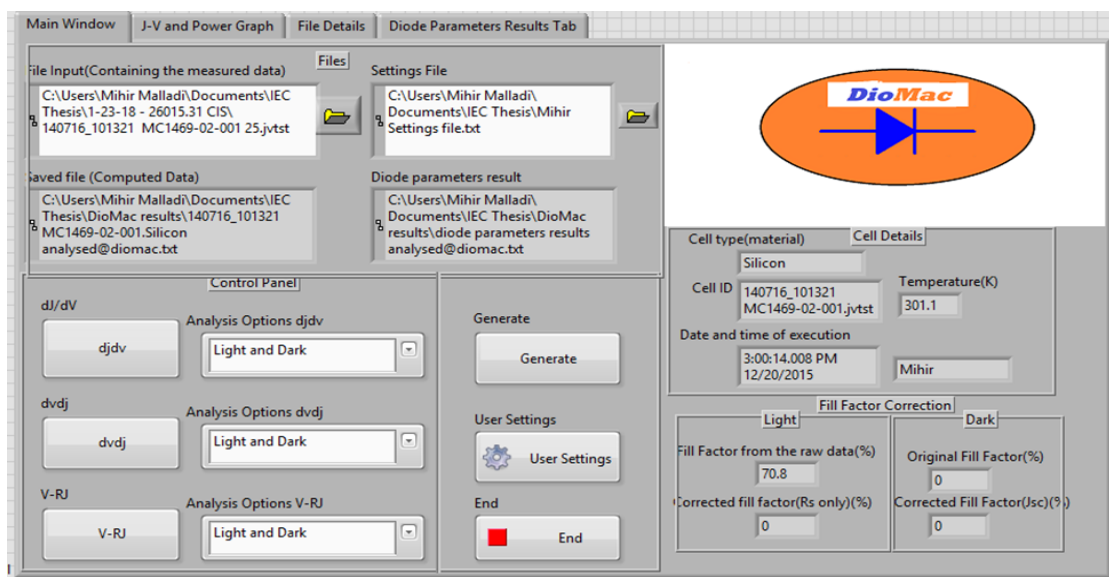 Main Window
J-V and Power Graph
File Details
Diode Parameters Results Tab
Files
File Input(Containing the measured data)
C:\Users\Mihir Malladi\Documents\IEC
Thesis\1-23-18 - 26015.31 CIS\
140716_101321 MC1469-02-001 25.jvtst
Settings File
C:\Users\Mihir Malladi\
Documents\IEC Thesis\Mihir
Settings file.txt
Saved file (Computed Data)
C:\Users\Mihir Malladi\Documents\IEC
Thesis\DioMac results\140716_101321
MC1469-02-001.Silicon
analysed@diomac.txt
Diode parameters result
C:\Users\Mihir Malladi\
Documents\IEC Thesis\DioMac
results\diode parameters results
analysed@diomac.txt
DioMac
Control Panel
dJ/dV
djdv
Analysis Options djdv
Light and Dark
dvdj
dvdj
Analysis Options dvdj
Light and Dark
V-RJ
V-RJ
Analysis Options V-RJ
Light and Dark
Generate
Generate
User Settings
User Settings
End
End
Cell Details
Cell type(material)
Silicon
Cell ID
140716_101321
MC1469-02-001.jvtst
Temperature(K)
301.1
Date and time of execution
3:00:14.008 PM
12/20/2015
Mihir
Fill Factor Correction
Light
Fill Factor from the raw data(%)
70.8
Corrected fill factor(Rs only)(%)
0
Dark
Original Fill Factor(%)
0
Corrected Fill Factor(Jsc)(%)
0